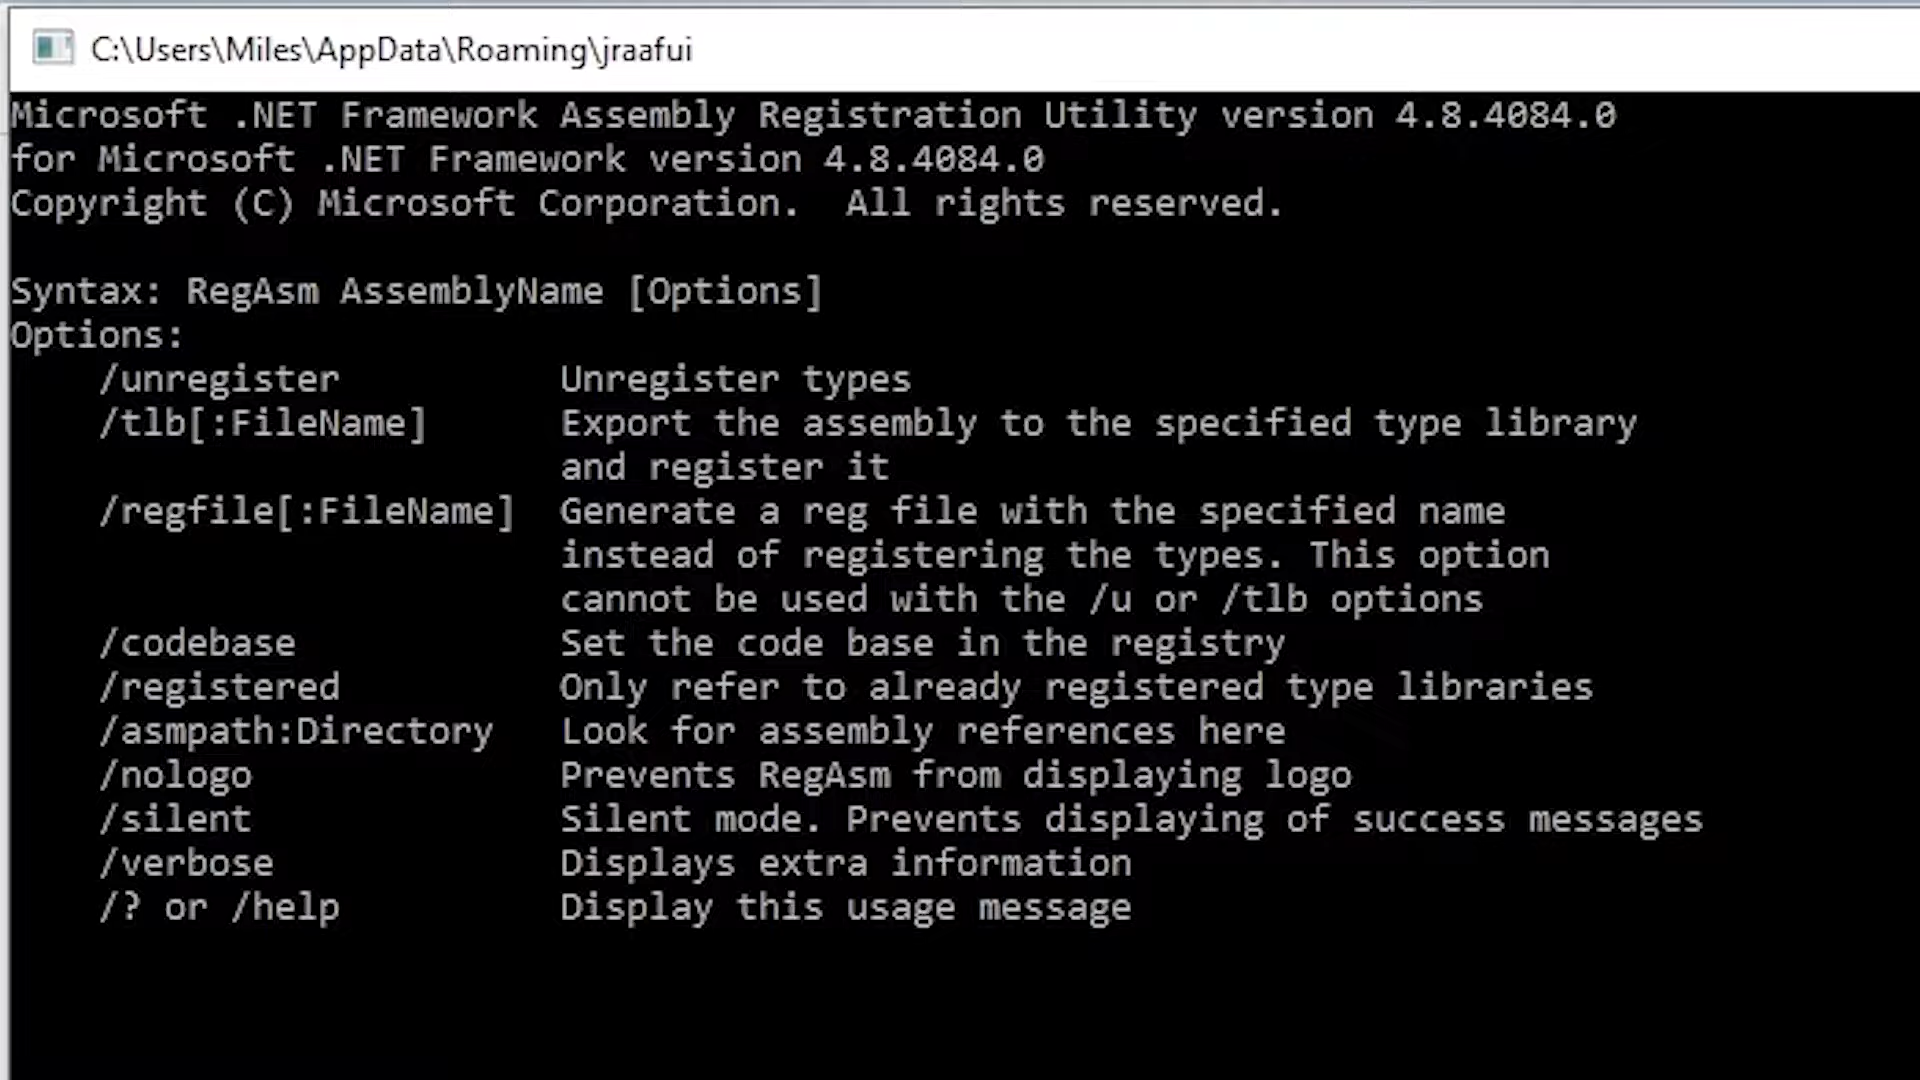 C:\Users\Miles\AppData\Roaming\jraafui
Microsoft .NET Framework Assembly Registration Utility version 4.8.4084.0
for Microsoft .NET Framework version 4.8.4084.0
Copyright (C) Microsoft Corporation.  All rights reserved.
Syntax: RegAsm AssemblyName [Options]
Options:
/unregister Unregister types
/tlb[:FileName] Export the assembly to the specified type library
and register it
/regfile[:FileName] Generate a reg file with the specified name
instead of registering the types. This option
cannot be used with the /u or /tlb options
/codebase Set the code base in the registry
/registered Only refer to already registered type libraries
/asmpath:Directory Look for assembly references here
/nologo Prevents RegAsm from displaying logo
/silent Silent mode. Prevents displaying of success messages
/verbose Displays extra information
/? or /help Display this usage message